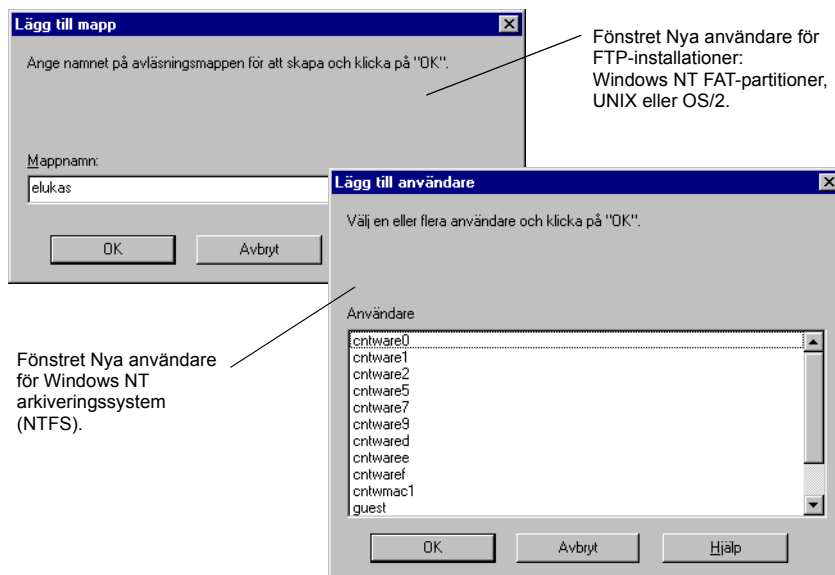 Lägg till mapp
Ange namnet på avläsningsmappen för att skapa och klicka på "OK".
Mappnamn:
elukas
OK
Avbryt
Fönstret Nya användare för
FTP-installationer:
Windows NT FAT-partitioner,
UNIX eller OS/2.
Lägg till användare
Välj en eller flera användare och klicka på "OK".
Användare
cntware0
cntware1
cntware2
cntware5
cntware7
cntware9
cntwared
cntwaree
cntwaref
cntwmac1
guest
OK
Avbryt
Hjälp
Fönstret Nya användare
för Windows NT
arkiveringssystem
(NTFS).